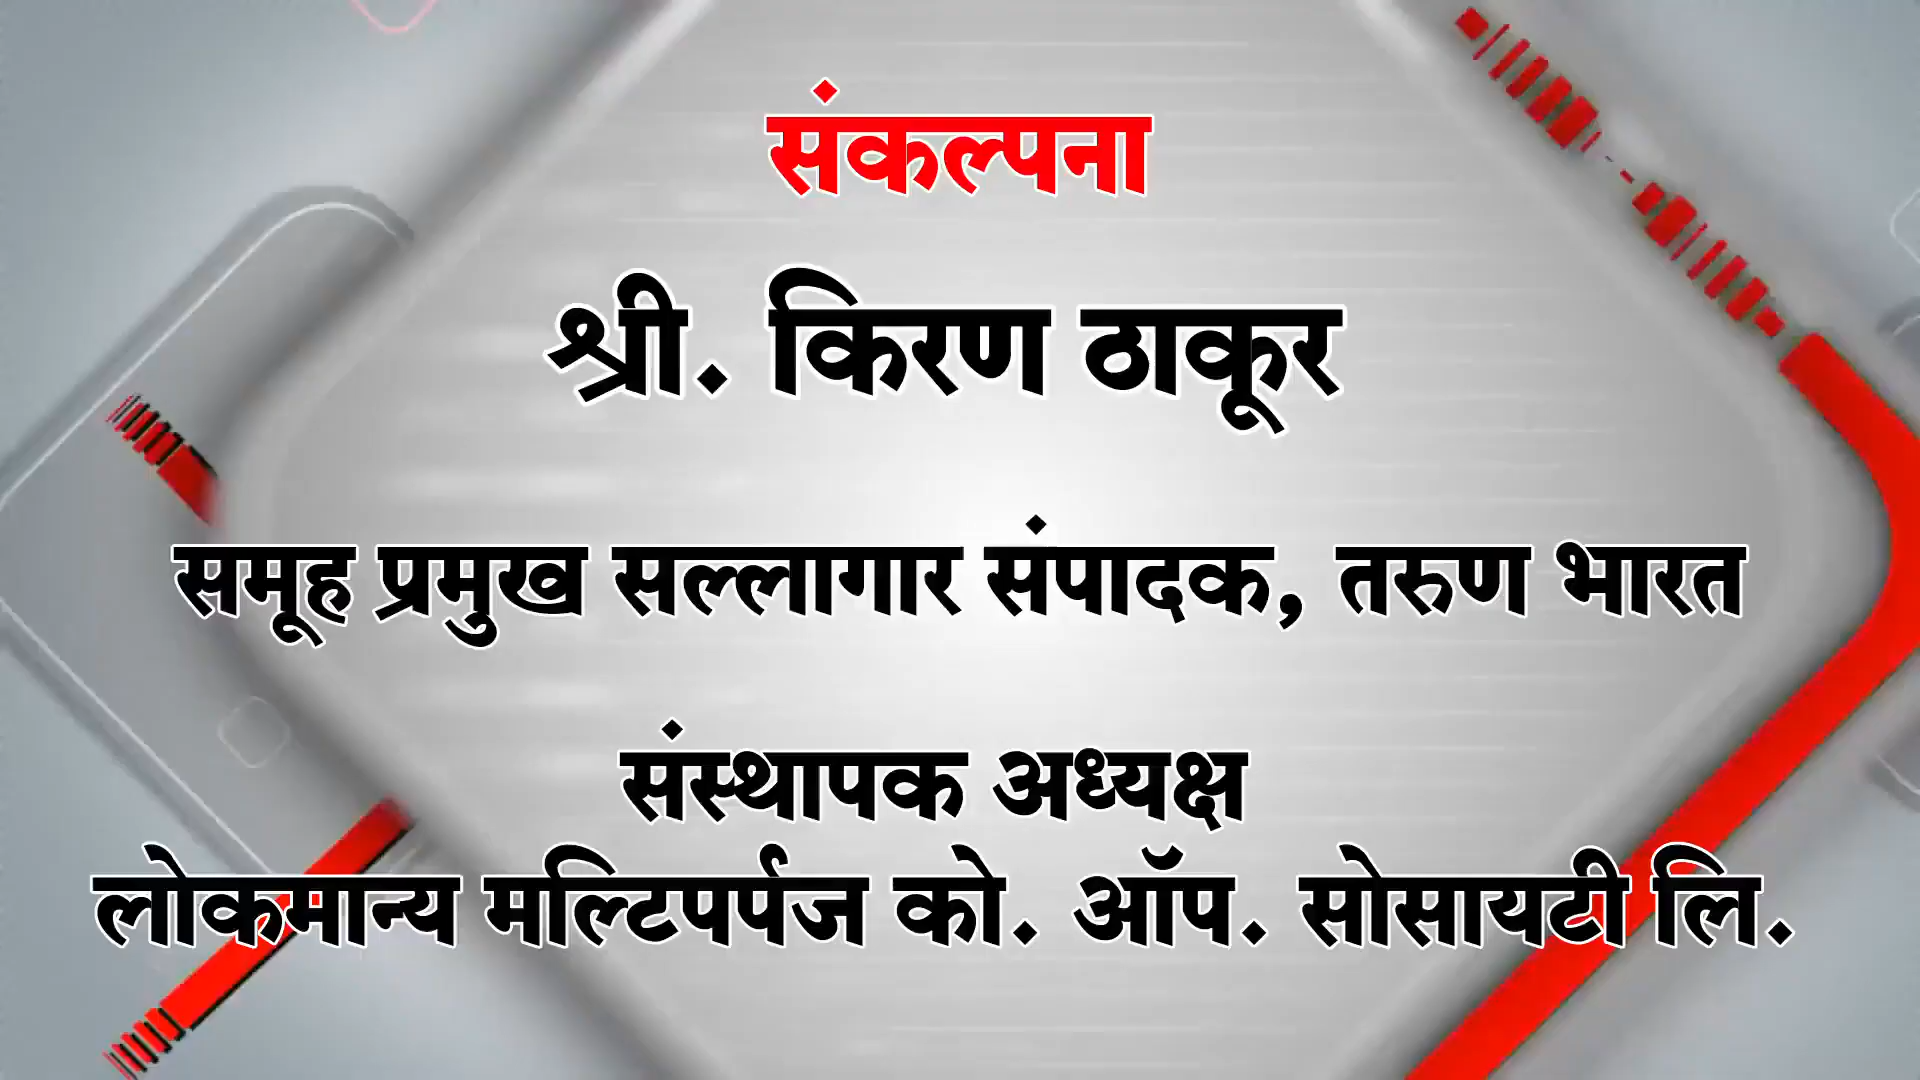 संकल्पना
श्री. किरण ठाकूर
समूह प्रमुख सल्लागार संपादक, तरुण भारत
संस्थापक अध्यक्ष
लोकमान्य मल्टिपर्पज को. ऑप. सोसायटी लि.